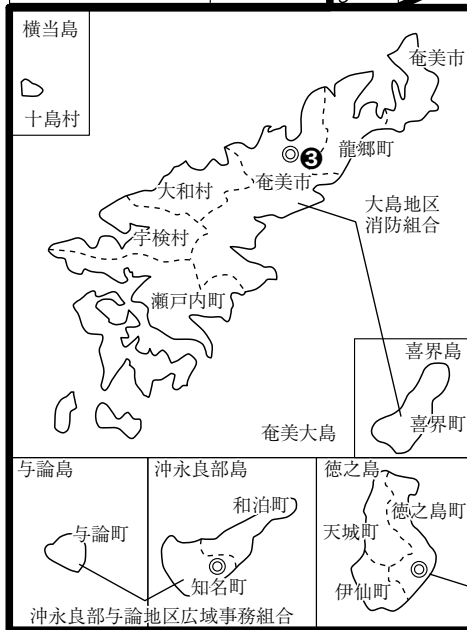 横当島
十島村
奄美市
❸
龍郷町
奄美市
大和村
宇検村
瀬戸内町
大島地区
消防組合
奄美大島
喜界島
喜界町
与論島
与論町
沖永良部島
和泊町
知名町
沖永良部与論地区広域事務組合
徳之島
徳之島町
天城町
伊仙町